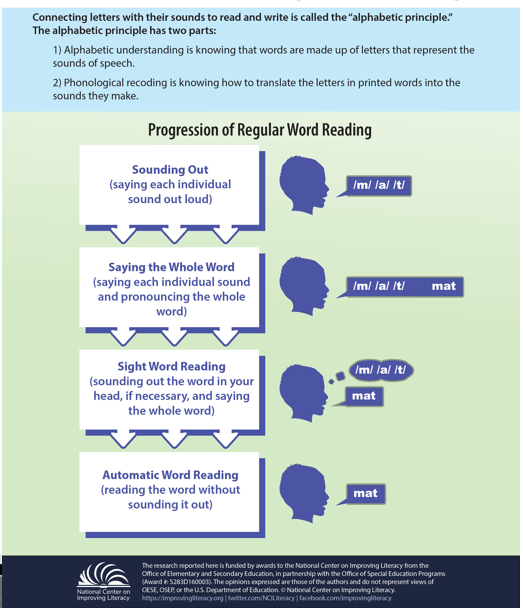 Connecting letters with their sounds to read and write is called the “alphabetic principle.”
The alphabetic principle has two parts:
1) Alphabetic understanding is knowing that words are made up of letters that represent the
sounds of speech.
2) Phonological recoding is knowing how to translate the letters in printed words into the
sounds they make.
Progression of Regular Word Reading
Sounding Out
(saying each individual
sound out loud)
/m/ /a/ /t/
Saying the Whole Word
(saying each individual sound
and pronouncing the whole
word)
/m/ /a/ /t/ mat
Sight Word Reading
(sounding out the word in your
head, if necessary, and saying
the whole word)
/m/ /a/ /t/
mat
Automatic Word Reading
(reading the word without
sounding it out)
mat
National Center on
Improving Literacy
The research reported here is funded by awards to the National Center on Improving Literacy from the
Office of Elementary and Secondary Education, in partnership with the Office of Special Education Programs
(Award #: S283D160003). The opinions expressed are those of the authors and do not represent views of
OESE, OSEP, or the U.S. Department of Education. © National Center on Improving Literacy.
https://improvingliteracy.org | twitter.com/NCILiteracy | facebook.com/improvingliteracy